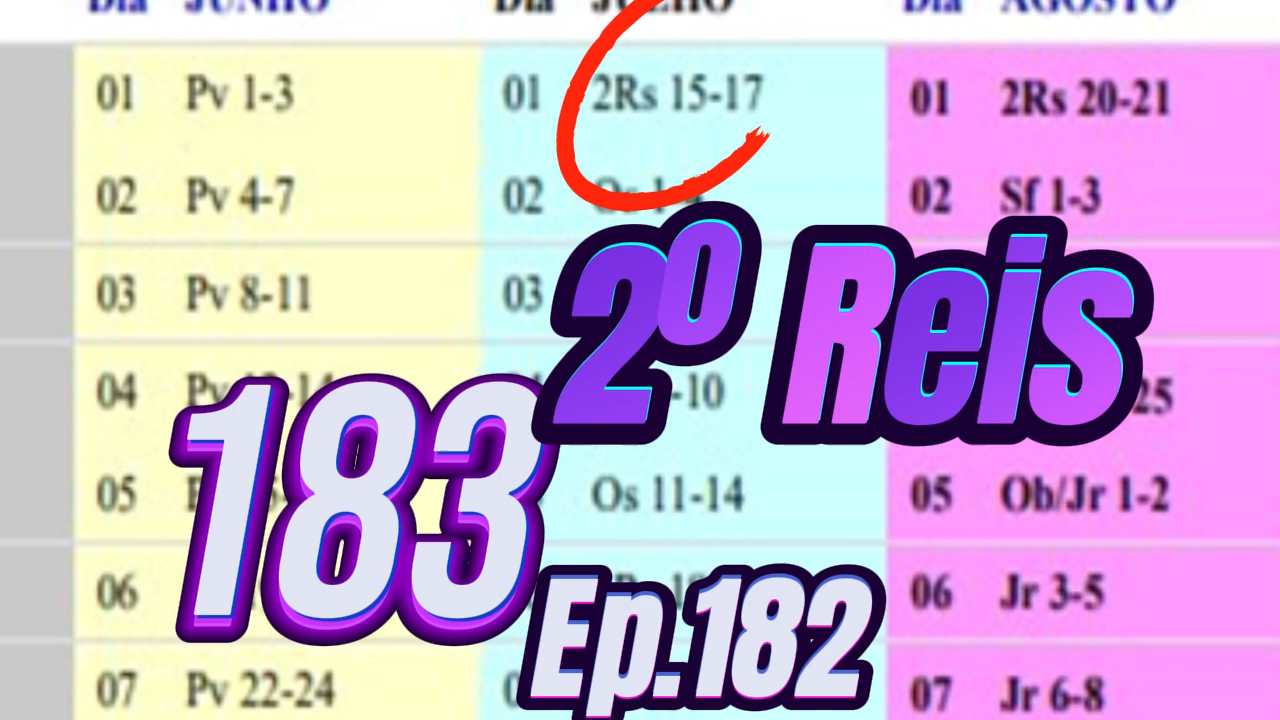 Dia JUNHO Dia JULHO Dia AGOSTO
01 Pv 1-3 01 2Rs 15-17 01 2Rs 20-21
02 Pv 4-7 02 Os 02 Sf 1-3
03 Pv 8-11 03
2º Reis
04 -10 25
183
05 Os 11-14 05 Ob/Jr 1-2
06 06 Jr 3-5
Ep.182
07 Pv 22-24 07 Jr 6-8